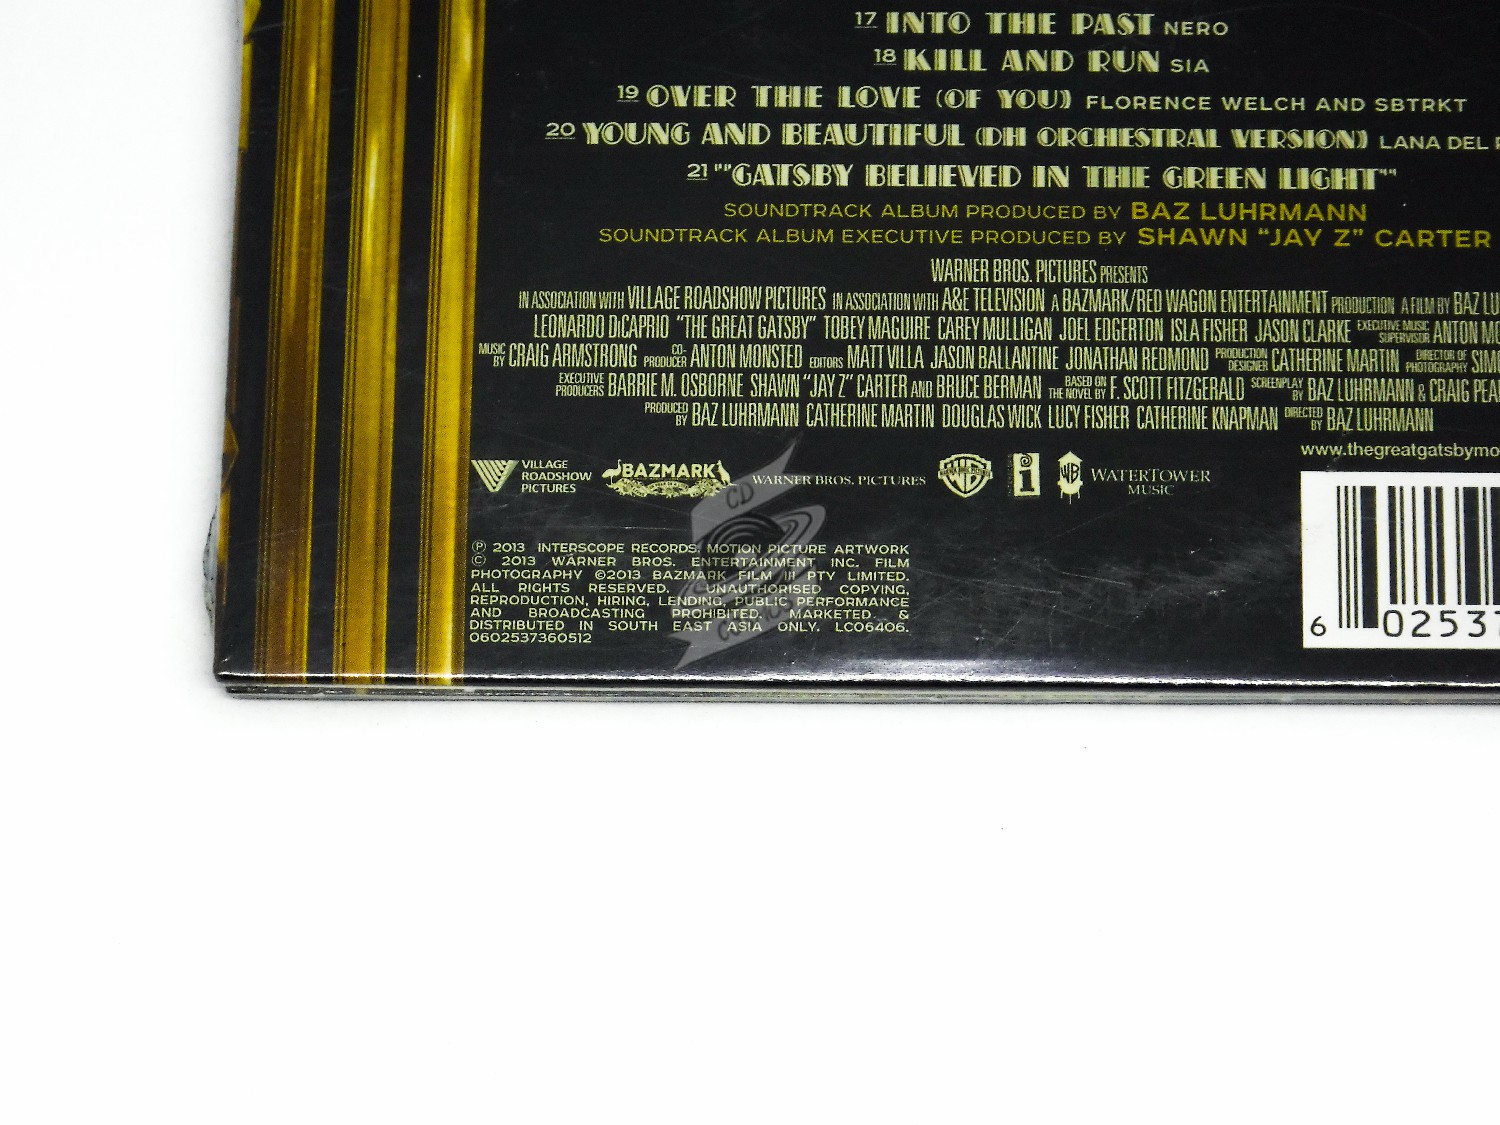 17 INTO THE PAST NERO
18 KILL AND RUN SIA
19 OVER THE LOVE (OF YOU) FLORENCE WELCH AND SBTRKT
20 YOUNG AND BEAUTIFUL (DH ORCHESTRAL VERSION) LANA DEL
21 ""GATSBY BELIEVED IN THE GREEN LIGHT""
SOUNDTRACK ALBUM PRODUCED BY BAZ LUHRMANN
SOUNDTRACK ALBUM EXECUTIVE PRODUCED BY SHAWN "JAY Z" CARTER
WARNER BROS. PICTURES PRESENTS
IN ASSOCIATION WITH VILLAGE ROADSHOW PICTURES IN ASSOCIATION WITH A&E TELEVISION A BAZMARK/RED WAGON ENTERTAINMENT PRODUCTION A FILM BY BAZ LU
LEONARDO DiCAPRIO "THE GREAT GATSBY" TOBEY MAGUIRE CAREY MULLIGAN JOEL EDGERTON ISLA FISHER JASON CLARKE EXECUTIVE MUSIC SUPERVISOR ANTON MO
MUSIC BY CRAIG ARMSTRONG CO-PRODUCER ANTON MONSTED EDITORS MATT VILLA JASON BALLANTINE JONATHAN REDMOND PRODUCTION DESIGNER CATHERINE MARTIN DIRECTOR OF PHOTOGRAPHY SIMO
EXECUTIVE PRODUCERS BARRIE M. OSBORNE SHAWN "JAY Z" CARTER AND BRUCE BERMAN BASED ON THE NOVEL BY F. SCOTT FITZGERALD SCREENPLAY BY BAZ LUHRMANN & CRAIG PEA
PRODUCED BY BAZ LUHRMANN CATHERINE MARTIN DOUGLAS WICK LUCY FISHER CATHERINE KNAPMAN DIRECTED BY BAZ LUHRMANN
www.thegreatgatsbymo
VILLAGE ROADSHOW PICTURES BAZMARK WARNER BROS. PICTURES WB i WB WATERTOWER MUSIC
CD
℗ 2013 INTERSCOPE RECORDS. MOTION PICTURE ARTWORK
© 2013 WARNER BROS. ENTERTAINMENT INC. FILM
PHOTOGRAPHY ©2013 BAZMARK FILM III PTY LIMITED.
ALL RIGHTS RESERVED. UNAUTHORISED COPYING,
REPRODUCTION, HIRING, LENDING, PUBLIC PERFORMANCE
AND BROADCASTING PROHIBITED. MARKETED &
DISTRIBUTED IN SOUTH EAST ASIA ONLY. LC06406.
0602537360512
6 02537